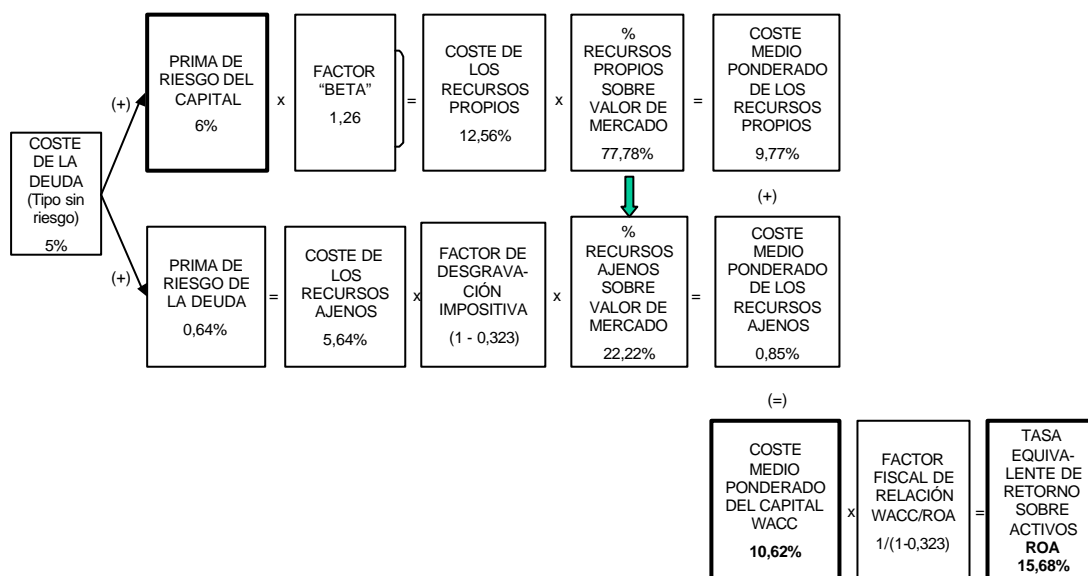 PRIMA DE
RIESGO DEL
CAPITAL
6%
x
FACTOR
“BETA”
1,26
=
COSTE DE
LOS
RECURSOS
PROPIOS
12,56%
x
%
RECURSOS
PROPIOS
SOBRE
VALOR DE
MERCADO
77,78%
=
COSTE
MEDIO
PONDERADO
DE LOS
RECURSOS
PROPIOS
9,77%
(+)
COSTE
DE LA
DEUDA
(Tipo sin
riesgo)
5%
(+)
(+)
PRIMA DE
RIESGO DE
LA DEUDA
0,64%
=
COSTE DE
LOS
RECURSOS
AJENOS
5,64%
x
FACTOR DE
DESGRAVA-
CIÓN
IMPOSITIVA
(1 - 0,323)
x
%
RECURSOS
AJENOS
SOBRE
VALOR DE
MERCADO
22,22%
=
COSTE
MEDIO
PONDERADO
DE LOS
RECURSOS
AJENOS
0,85%
(=)
COSTE
MEDIO
PONDERADO
DEL CAPITAL
WACC
10,62%
x
FACTOR
FISCAL DE
RELACIÓN
WACC/ROA
1/(1-0,323)
=
TASA
EQUIVA-
LENTE DE
RETORNO
SOBRE
ACTIVOS
ROA
15,68%